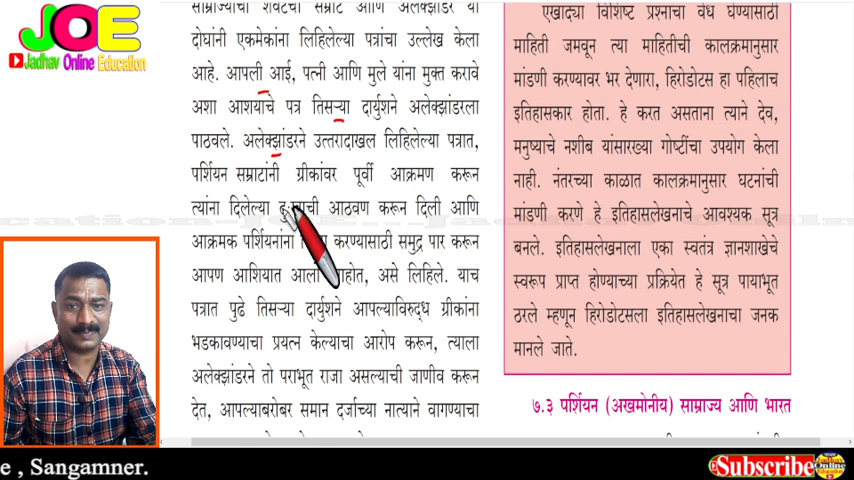 JOE
Jadhav Online Education
साम्राज्याचा शेवटचा सम्राट आणि अलेक्झांडर या
दोघांनी एकमेकांना लिहिलेल्या पत्रांचा उल्लेख केला
आहे. आपली आई, पत्नी आणि मुले यांना मुक्त करावे
अशा आशयाचे पत्र तिसऱ्या दार्युशने अलेक्झांडरला
पाठवले. अलेक्झांडरने उत्तरादाखल लिहिलेल्या पत्रात,
पर्शियन सम्राटांनी ग्रीकांवर पूर्वी आक्रमण करून
त्यांना दिलेल्या आठवण करून दिली आणि
आक्रमक पर्शियनांना करण्यासाठी समुद्र पार करून
आपण आशियात असे लिहिले. याच
पत्रात पुढे तिसऱ्या दार्युशने आपल्याविरुद्ध ग्रीकांना
भडकावण्याचा प्रयत्न केल्याचा आरोप करून, त्याला
अलेक्झांडरने तो पराभूत राजा असल्याची जाणीव करून
देत, आपल्याबरोबर समान दर्जाच्या नात्याने वागण्याचा
एखाद्या विशिष्ट प्रश्नाचा वेध घेण्यासाठी
माहिती जमवून त्या माहितीची कालक्रमानुसार
मांडणी करण्यावर भर देणारा, हिरोडोटस हा पहिलाच
इतिहासकार होता. हे करत असताना त्याने देव,
मनुष्याचे नशीब यांसारख्या गोष्टींचा उपयोग केला
नाही. नंतरच्या काळात कालक्रमानुसार घटनांची
मांडणी करणे हे इतिहासलेखनाचे आवश्यक सूत्र
बनले. इतिहासलेखनाला एका स्वतंत्र ज्ञानशाखेचे
स्वरूप प्राप्त होण्याच्या प्रक्रियेत हे सूत्र पायाभूत
ठरले म्हणून हिरोडोटसला इतिहासलेखनाचा जनक
मानले जाते.
७.३ पर्शियन (अखमोनीय) साम्राज्य आणि भारत
e , Sangamner.
Subscribe